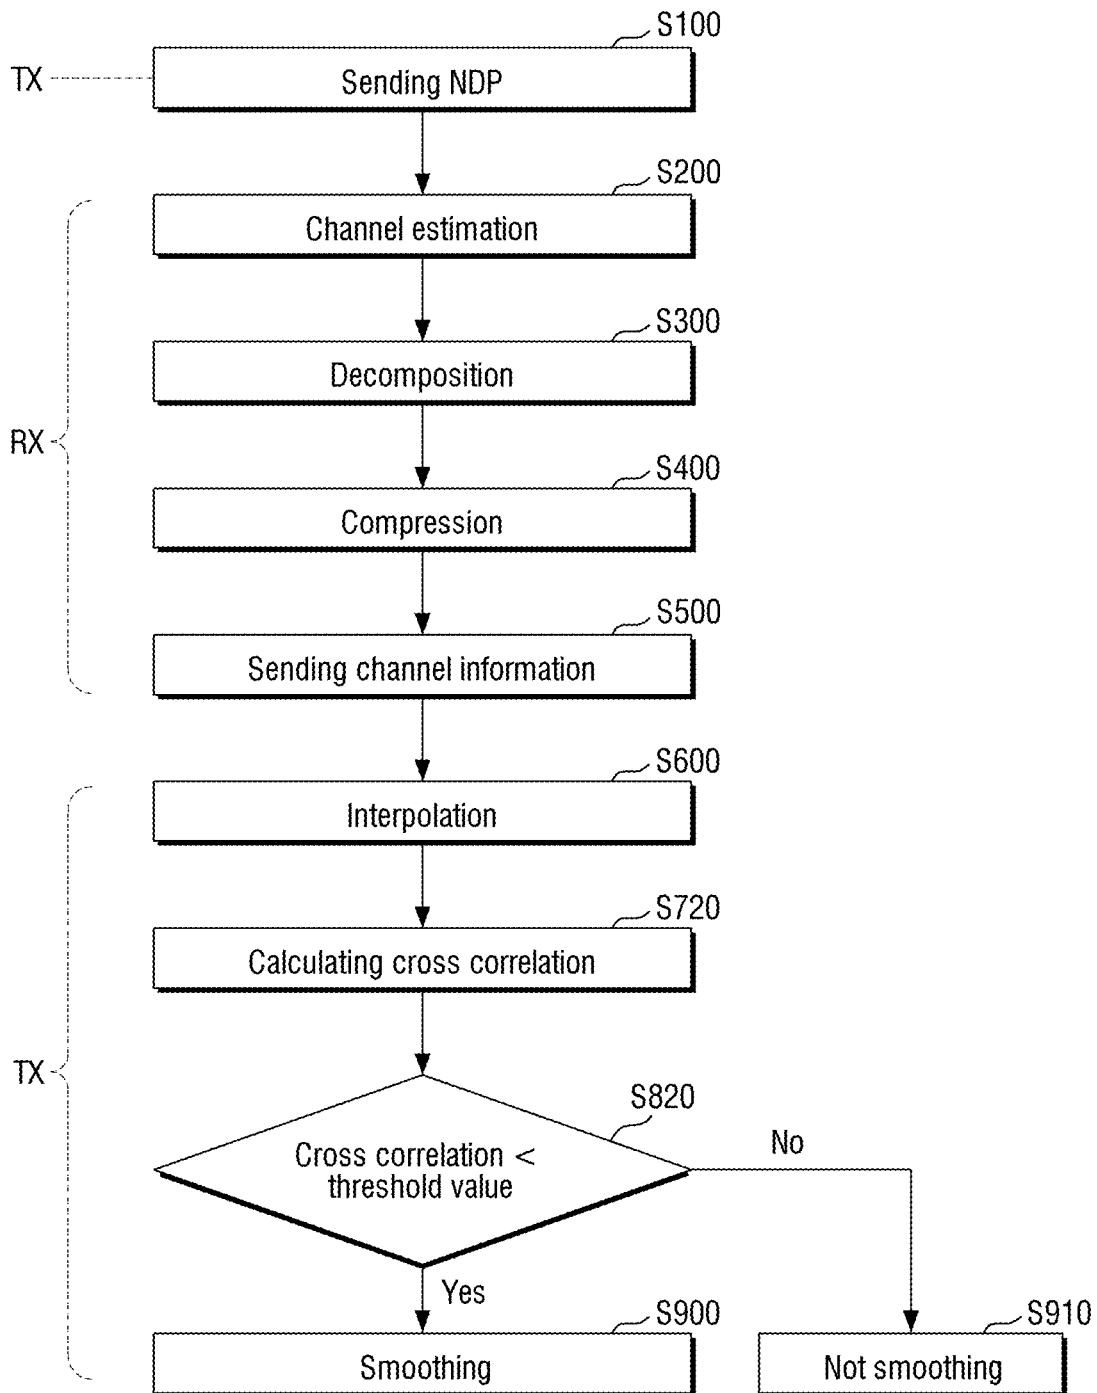 S100
TX
Sending NDP
S200
Channel estimation
S300
Decomposition
RX
S400
Compression
S500
Sending channel information
S600
Interpolation
S720
Calculating cross correlation
TX
S820
Cross correlation <
threshold value
No
Yes
S900
Smoothing
S910
Not smoothing